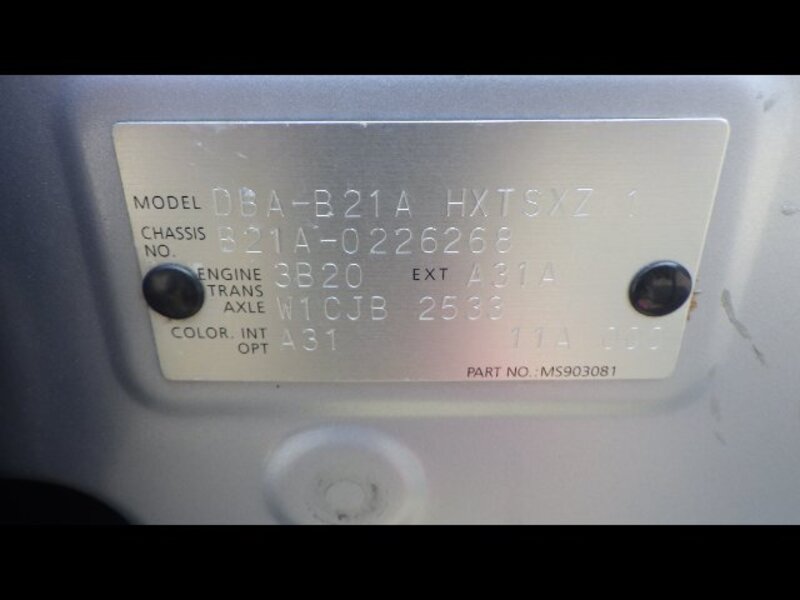 MODEL DBA-B21A HXTSXZ 1
CHASSIS NO. B21A-0226268
ENGINE 3B20 EXT A31A
TRANS AXLE W1CJB 2533
COLOR. INT OPT A31 11A 000
PART NO.: MS903081